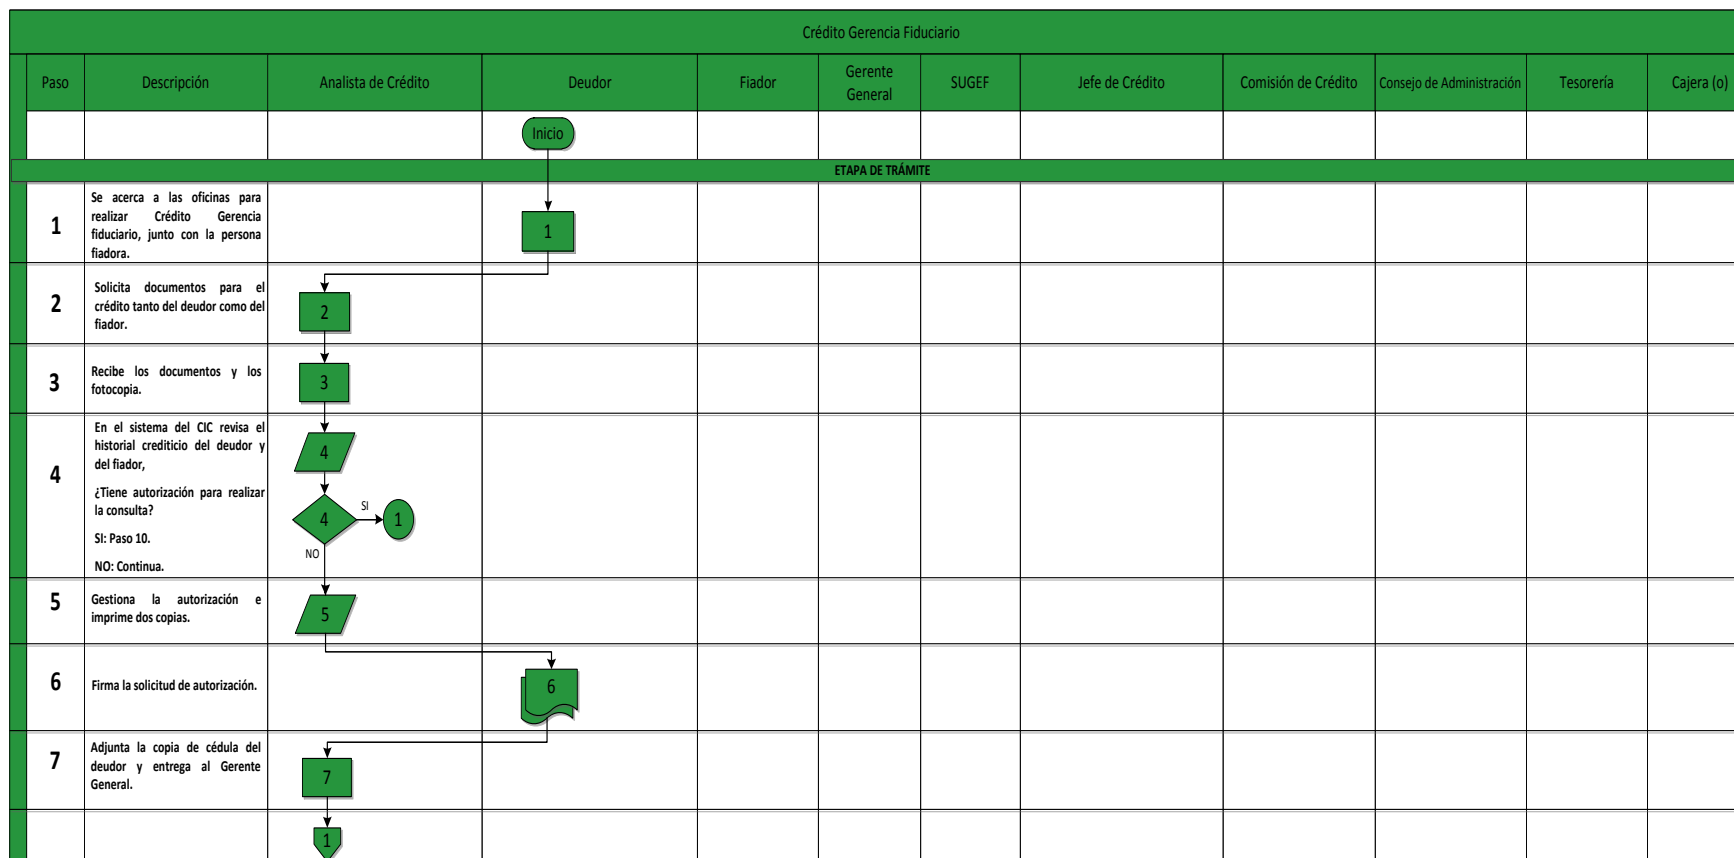 Crédito Gerencia Fiduciario
Paso
Descripción
Analista de Crédito
Deudor
Fiador
Gerente
General
SUGEF
Jefe de Crédito
Comisión de Crédito
Consejo de Administración
Tesorería
Cajera (o)
Inicio
ETAPA DE TRÁMITE
1
Se acerca a las oficinas para
realizar Crédito Gerencia
fiduciario, junto con la persona
fiadora.
1
2
Solicita documentos para el
crédito tanto del deudor como del
fiador.
2
3
Recibe los documentos y los
fotocopia.
3
4
En el sistema del CIC revisa el
historial crediticio del deudor y
del fiador,
¿Tiene autorización para realizar
la consulta?
SI: Paso 10.
NO: Continua.
4
4
SI
1
NO
5
Gestiona la autorización e
imprime dos copias.
5
6
Firma la solicitud de autorización.
6
7
Adjunta la copia de cédula del
deudor y entrega al Gerente
General.
7
1